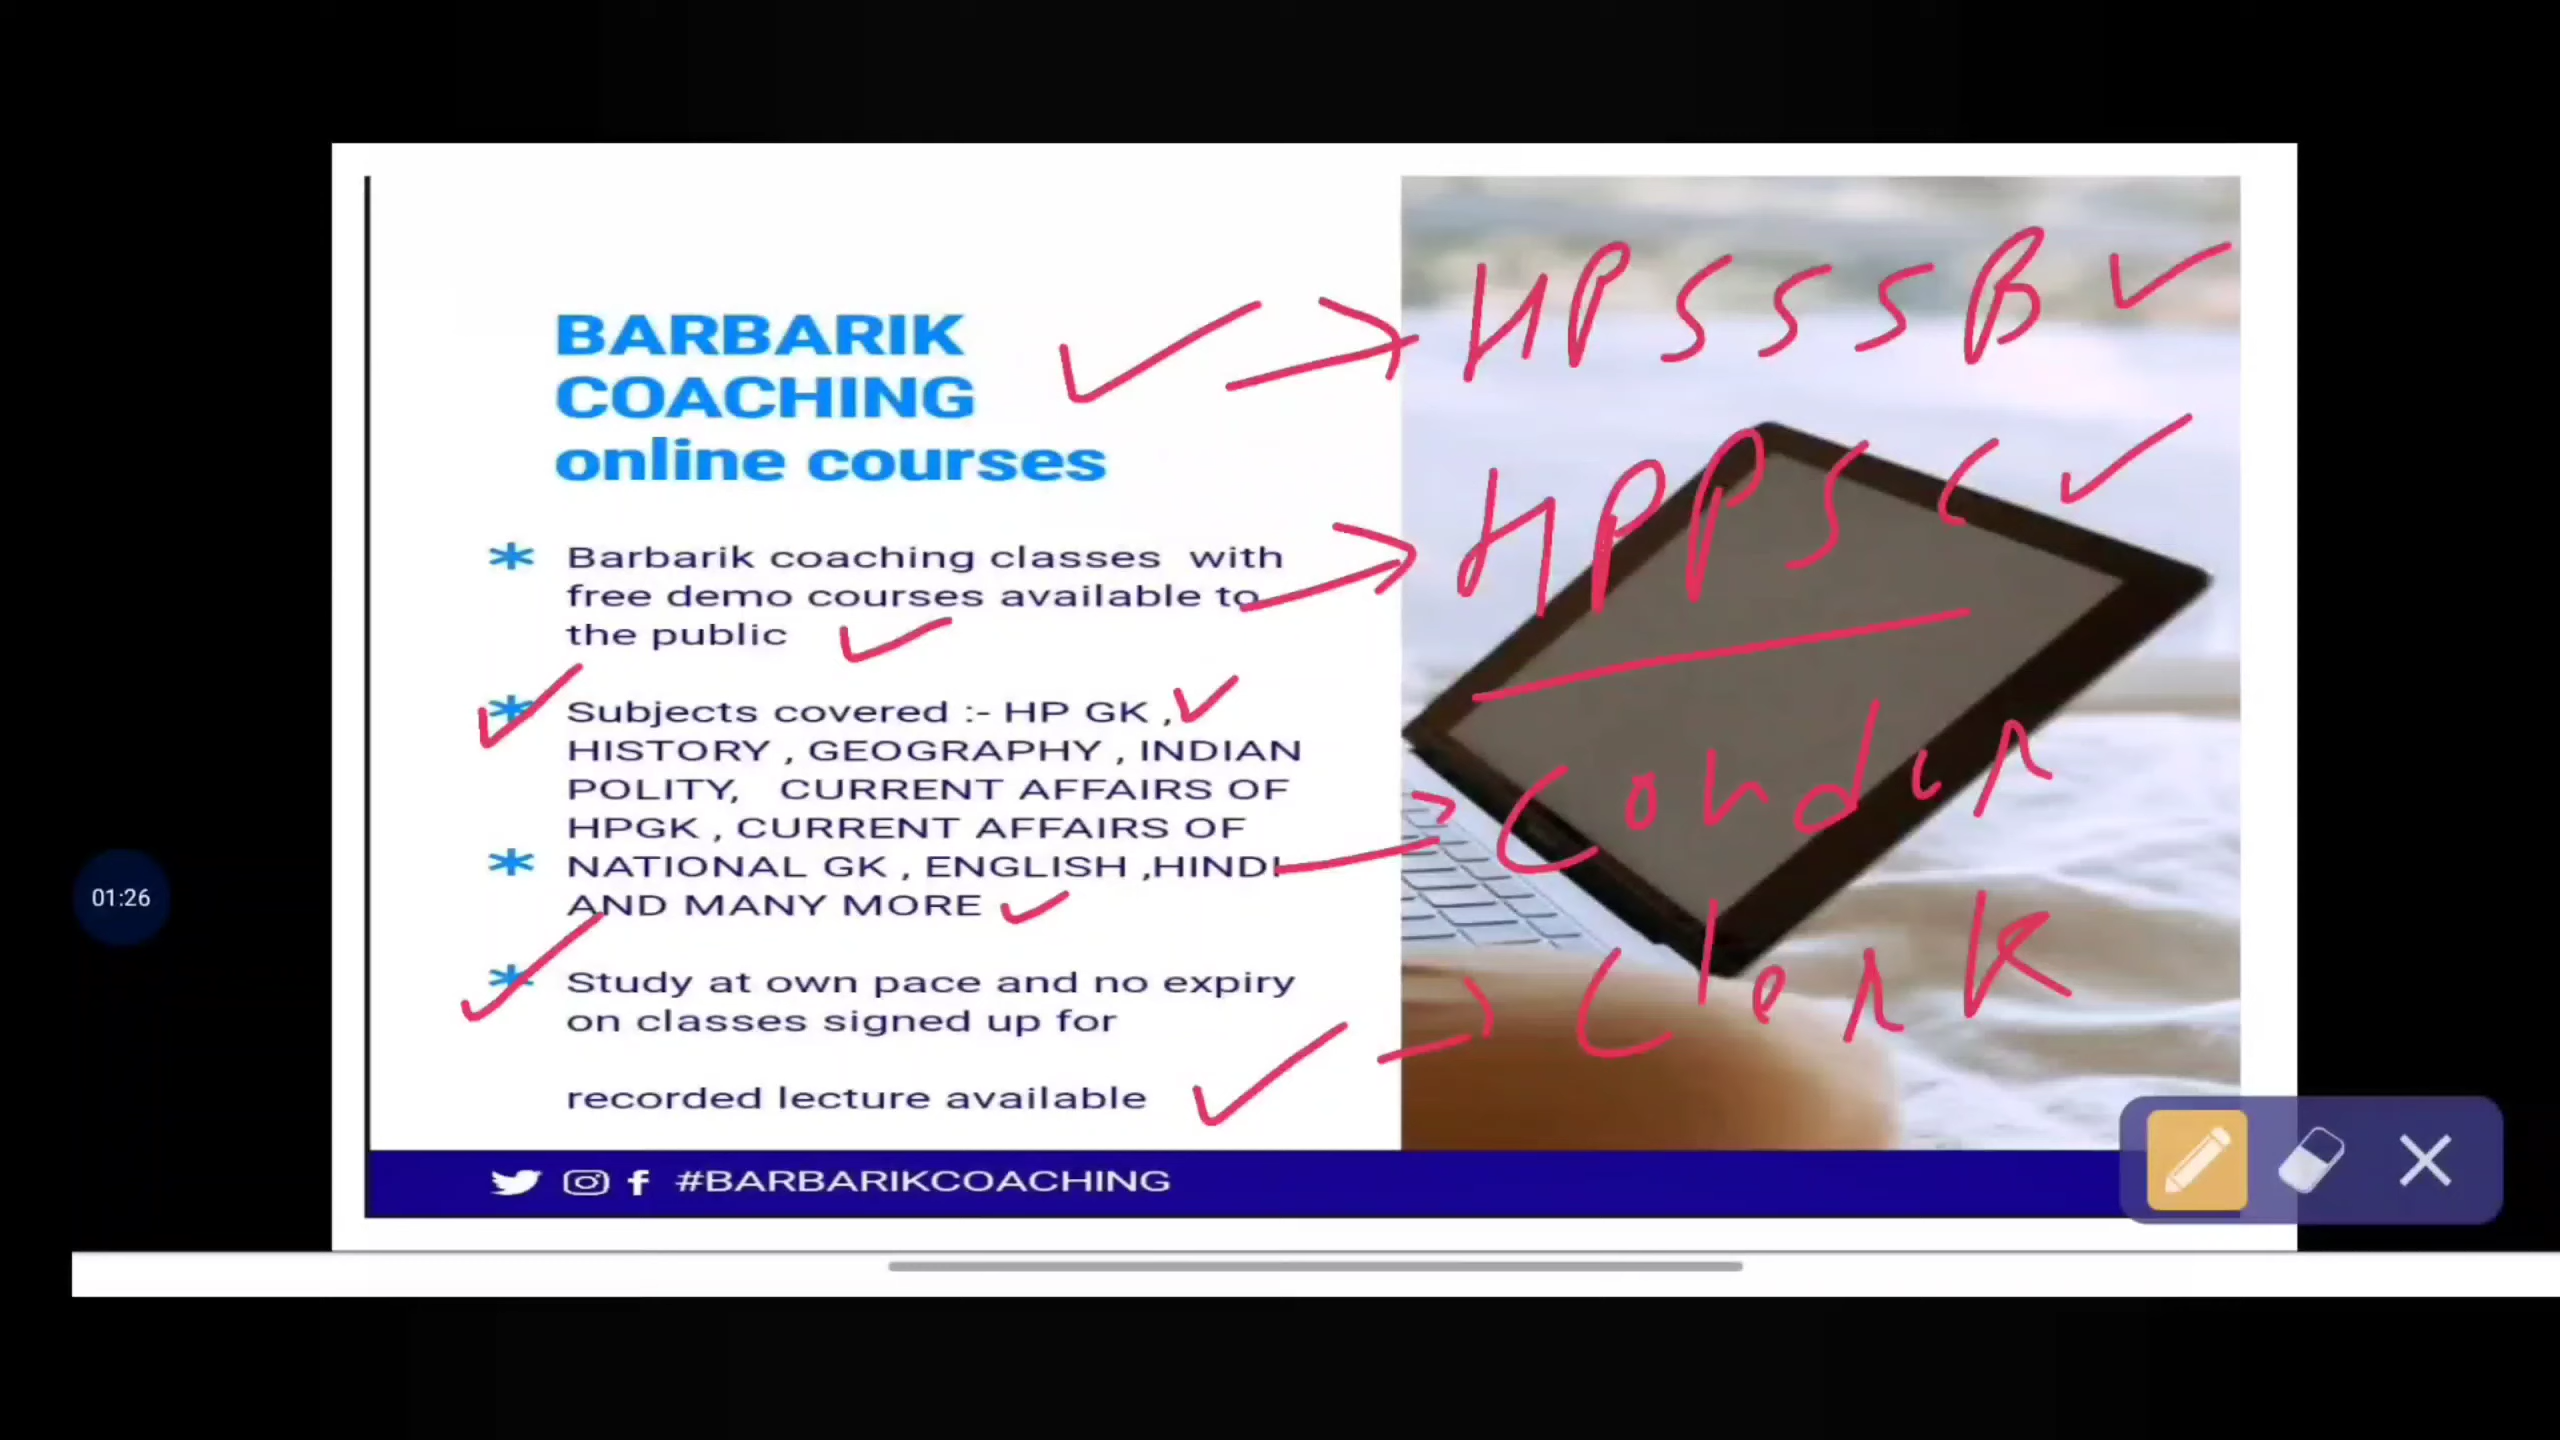 BARBARIK
COACHING
online courses
Barbarik coaching classes with
free demo courses available to
the public
Subjects covered :- HP GK ,
HISTORY , GEOGRAPHY , INDIAN
POLITY, CURRENT AFFAIRS OF
HPGK , CURRENT AFFAIRS OF
NATIONAL GK , ENGLISH ,HINDI
AND MANY MORE
Study at own pace and no expiry
on classes signed up for
recorded lecture available
#BARBARIKCOACHING
HPSSSB
HPPSC
Clerk
01:26